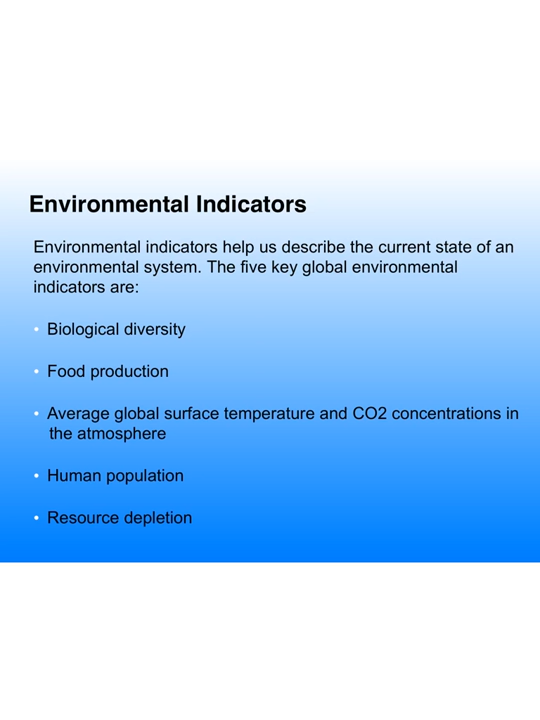 Environmental Indicators
Environmental indicators help us describe the current state of an
environmental system. The five key global environmental
indicators are:
• Biological diversity
• Food production
• Average global surface temperature and CO2 concentrations in
the atmosphere
• Human population
• Resource depletion